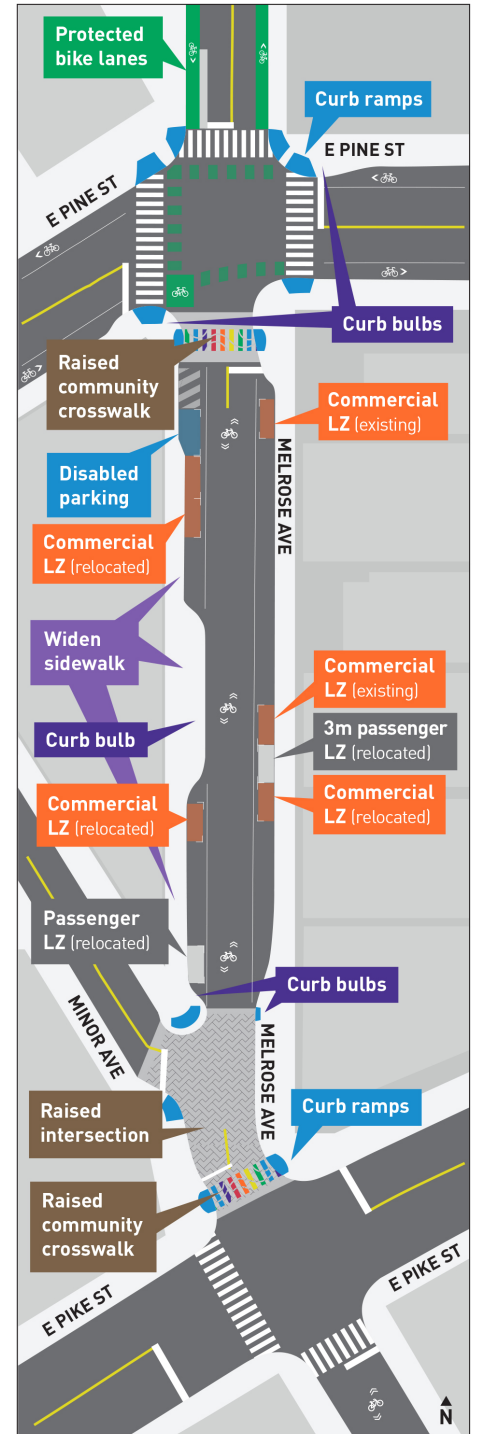 Protected
bike lanes
Curb ramps
E PINE ST
E PINE ST
Curb bulbs
Raised
community
crosswalk
Commercial
LZ (existing)
MELROSE AVE
Disabled
parking
Commercial
LZ (relocated)
Widen
sidewalk
Commercial
LZ (existing)
Curb bulb
3m passenger
LZ (relocated)
Commercial
LZ (relocated)
Commercial
LZ (relocated)
Passenger
LZ (relocated)
Curb bulbs
MINOR AVE
MELROSE AVE
Raised
intersection
Curb ramps
Raised
community
crosswalk
E PIKE ST
E PIKE ST
N